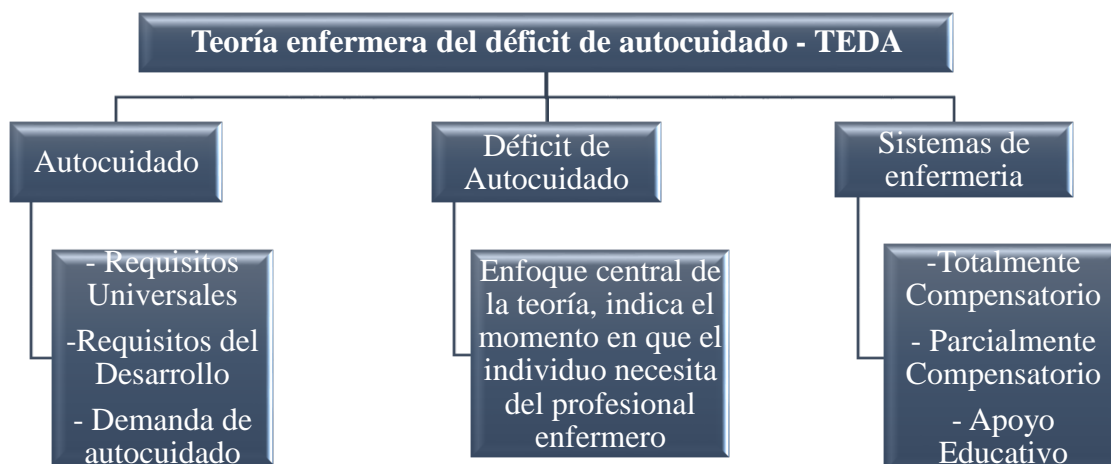 Teoría enfermera del déficit de autocuidado - TEDA
Autocuidado
- Requisitos
Universales
-Requisitos del
Desarrollo
- Demanda de
autocuidado
Déficit de
Autocuidado
Enfoque central de
la teoría, indica el
momento en que el
individuo necesita
del profesional
enfermero
Sistemas de
enfermeria
-Totalmente
Compensatorio
- Parcialmente
Compensatorio
- Apoyo
Educativo